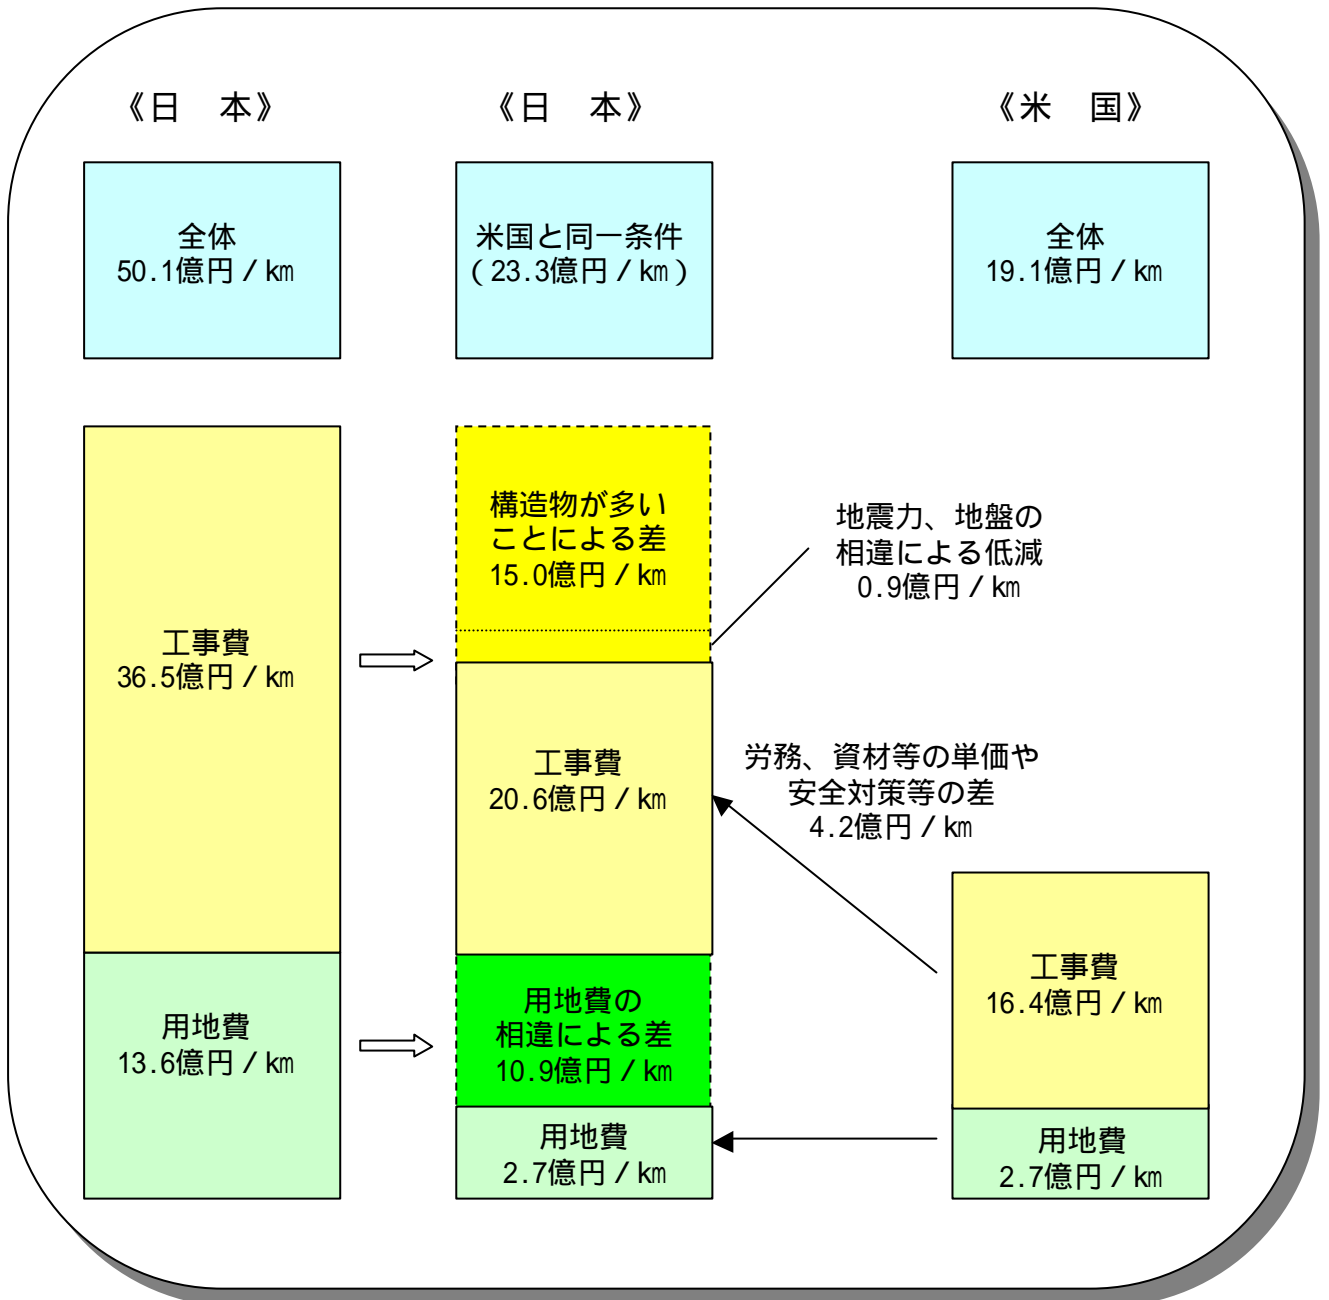 《日　本》
《日　本》
《米　国》
全体
50.1億円／㎞
米国と同一条件
（23.3億円／㎞）
全体
19.1億円／㎞
工事費
36.5億円／㎞
用地費
13.6億円／㎞
構造物が多い
ことによる差
15.0億円／㎞
工事費
20.6億円／㎞
用地費の
相違による差
10.9億円／㎞
用地費
2.7億円／㎞
地震力、地盤の
相違による低減
0.9億円／㎞
労務、資材等の単価や
安全対策等の差
4.2億円／㎞
工事費
16.4億円／㎞
用地費
2.7億円／㎞